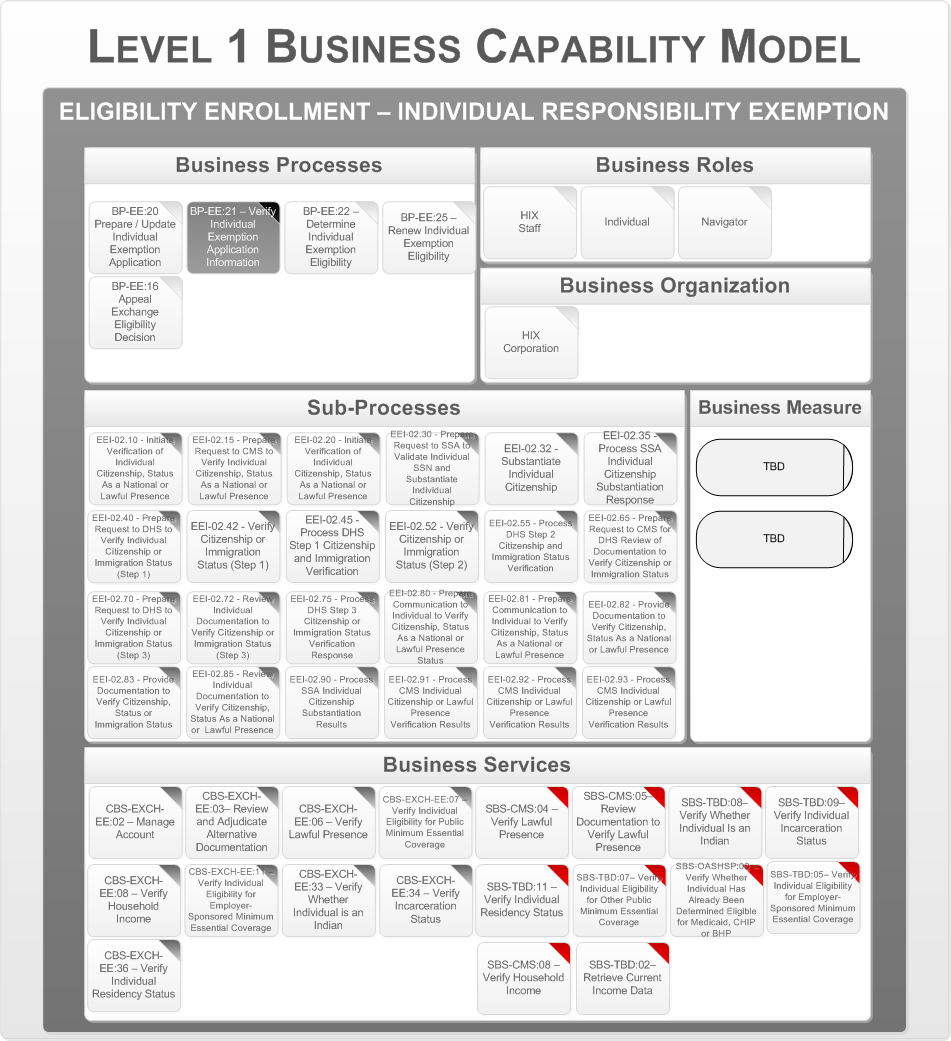 LEVEL 1 BUSINESS CAPABILITY MODEL
ELIGIBILITY ENROLLMENT – INDIVIDUAL RESPONSIBILITY EXEMPTION
Business Processes
BP-EE:20
Prepare / Update
Individual
Exemption
Application
BP-EE:21 – Verify
Individual
Exemption
Application
Information
BP-EE:22 –
Determine
Individual
Exemption
Eligibility
BP-EE:25 –
Renew Individual
Exemption
Eligibility
BP-EE:16
Appeal
Exchange
Eligibility
Decision
Business Roles
HIX
Staff
Individual
Navigator
Business Organization
HIX
Corporation
Sub-Processes
EEI-02.10 - Initiate
Verification of
Individual
Citizenship, Status
As a National or
Lawful Presence
EEI-02.15 - Prepare
Request to CMS to
Verify Individual
Citizenship, Status
As a National or
Lawful Presence
EEI-02.20 - Initiate
Verification of
Individual
Citizenship, Status
As a National or
Lawful Presence
EEI-02.30 - Prepare
Request to SSA to
Validate Individual
SSN and
Substantiate
Individual
Citizenship
EEI-02.32 -
Substantiate
Individual
Citizenship
EEI-02.35 -
Process SSA
Individual
Citizenship
Substantiation
Response
EEI-02.40 - Prepare
Request to DHS to
Verify Individual
Citizenship or
Immigration Status
(Step 1)
EEI-02.42 - Verify
Citizenship or
Immigration
Status (Step 1)
EEI-02.45 -
Process DHS
Step 1 Citizenship
and Immigration
Verification
EEI-02.52 - Verify
Citizenship or
Immigration
Status (Step 2)
EEI-02.55 - Process
DHS Step 2
Citizenship and
Immigration Status
Verification
EEI-02.65 - Prepare
Request to CMS for
DHS Review of
Documentation to
Verify Citizenship or
Immigration Status
EEI-02.70 - Prepare
Request to DHS to
Verify Individual
Citizenship or
Immigration Status
(Step 3)
EEI-02.72 - Review
Individual
Documentation to
Verify Citizenship or
Immigration Status
(Step 3)
EEI-02.75 - Process
DHS Step 3
Citizenship or
Immigration Status
Verification
Response
EEI-02.80 - Prepare
Communication to
Individual to Verify
Citizenship, Status
As a National or
Lawful Presence
Status
EEI-02.81 - Prepare
Communication to
Individual to Verify
Citizenship, Status
As a National or
Lawful Presence
EEI-02.82 - Provide
Documentation to
Verify Citizenship,
Status As a National
or Lawful Presence
EEI-02.83 - Provide
Documentation to
Verify Citizenship,
Status or
Immigration Status
EEI-02.85 - Review
Individual
Documentation to
Verify Citizenship,
Status As a National
or Lawful Presence
EEI-02.90 - Process
SSA Individual
Citizenship
Substantiation
Results
EEI-02.91 - Process
CMS Individual
Citizenship or Lawful
Presence
Verification Results
EEI-02.92 - Process
CMS Individual
Citizenship or Lawful
Presence
Verification Results
EEI-02.93 - Process
CMS Individual
Citizenship or Lawful
Presence
Verification Results
Business Measure
TBD
TBD
Business Services
CBS-EXCH-
EE:02 – Manage
Account
CBS-EXCH-
EE:03– Review
and Adjudicate
Alternative
Documentation
CBS-EXCH-
EE:06 – Verify
Lawful Presence
CBS-EXCH-EE:07 –
Verify Individual
Eligibility for Public
Minimum Essential
Coverage
SBS-CMS:04 –
Verify Lawful
Presence
SBS-CMS:05–
Review
Documentation to
Verify Lawful
Presence
SBS-TBD:08–
Verify Whether
Individual Is an
Indian
SBS-TBD:09–
Verify Individual
Incarceration
Status
CBS-EXCH-
EE:08 – Verify
Household
Income
CBS-EXCH-EE:11 –
Verify Individual
Eligibility for
Employer-
Sponsored Minimum
Essential Coverage
CBS-EXCH-
EE:33 – Verify
Whether
Individual is an
Indian
CBS-EXCH-
EE:34 – Verify
Incarceration
Status
SBS-TBD:11 –
Verify Individual
Residency Status
SBS-TBD:07– Verify
Individual Eligibility
for Other Public
Minimum Essential
Coverage
Verify Whether
Individual Has
Already Been
Determined Eligible
for Medicaid, CHIP
or BHP
SBS-TBD:05– Verify
Individual Eligibility
for Employer-
Sponsored Minimum
Essential Coverage
CBS-EXCH-
EE:36 – Verify
Individual
Residency Status
SBS-CMS:08 –
Verify Household
Income
SBS-TBD:02–
Retrieve Current
Income Data